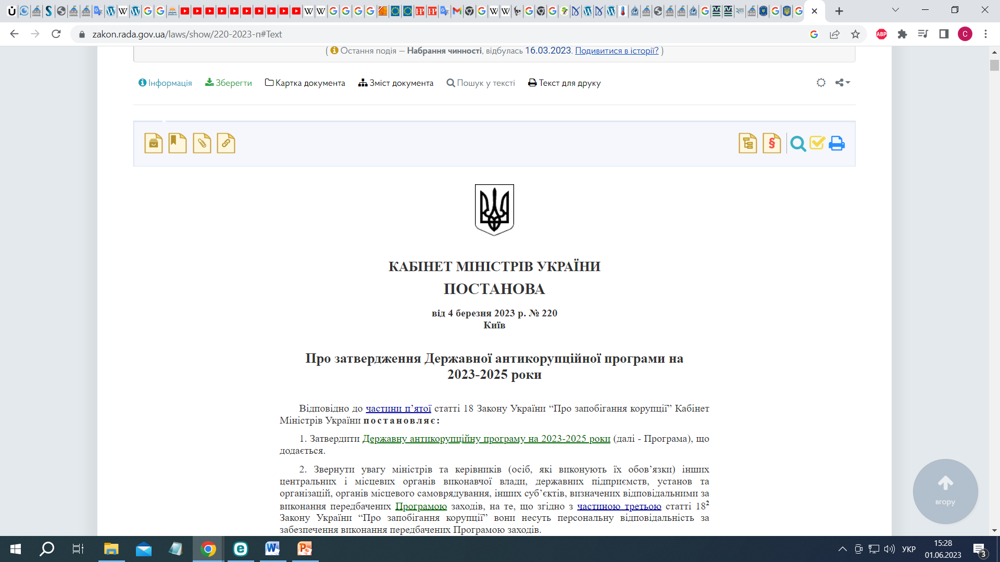 zakon.rada.gov.ua/laws/show/220-2023-п#Text
ABP
C
( Остання подія — Набрання чинності, відбулась 16.03.2023. Подивитися в історії? )
Інформація Зберегти Картка документа Зміст документа Пошук у тексті Текст для друку
§
КАБІНЕТ МІНІСТРІВ УКРАЇНИ
ПОСТАНОВА
від 4 березня 2023 р. № 220
Київ
Про затвердження Державної антикорупційної програми на
2023-2025 роки
Відповідно до частини п’ятої статті 18 Закону України “Про запобігання корупції” Кабінет
Міністрів України постановляє:
1. Затвердити Державну антикорупційну програму на 2023-2025 роки (далі - Програма), що
додається.
2. Звернути увагу міністрів та керівників (осіб, які виконують їх обов’язки) інших
центральних і місцевих органів виконавчої влади, державних підприємств, установ та
організацій, органів місцевого самоврядування, інших суб’єктів, визначених відповідальними за
виконання передбачених Програмою заходів, на те, що згідно з частиною третьою статті 18²
Закону України “Про запобігання корупції” вони несуть персональну відповідальність за
забезпечення виконання передбачених Програмою заходів.
вгору
УКР
15:28
01.06.2023
3